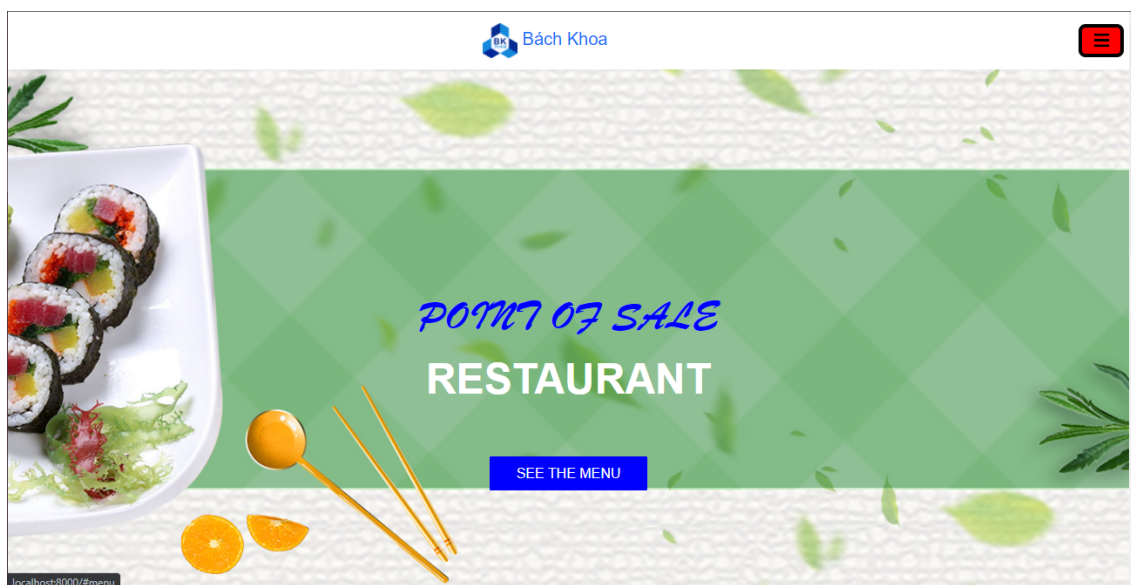 BK
Bách Khoa
POINT OF SALE
RESTAURANT
SEE THE MENU
localhost:8000/#menu